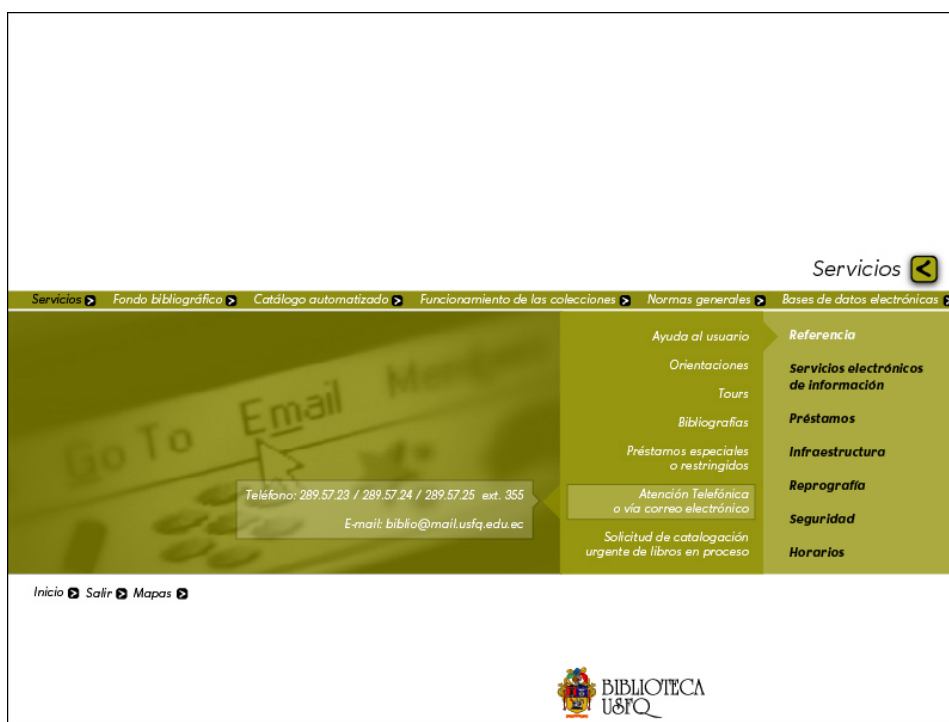 Servicios
Servicios Fondo bibliográfico Catálogo automatizado Funcionamiento de las colecciones Normas generales Bases de datos electrónicas
Go To Email
Ayuda al usuario
Orientaciones
Tours
Bibliografías
Préstamos especiales
o restringidos
Atención Telefónica
o vía correo electrónico
Solicitud de catalogación
urgente de libros en proceso
Teléfono: 289.57.23 / 289.57.24 / 289.57.25 ext. 355
E-mail: biblio@mail.usfq.edu.ec
Referencia
Servicios electrónicos
de información
Préstamos
Infraestructura
Reprografía
Seguridad
Horarios
Inicio Salir Mapas
BIBLIOTECA
USFQ